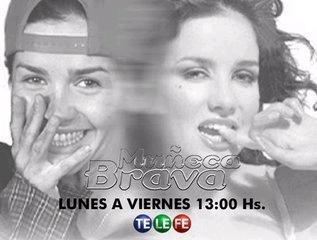 Muñeca
Brava
LUNES A VIERNES 13:00 Hs.
TELEFE